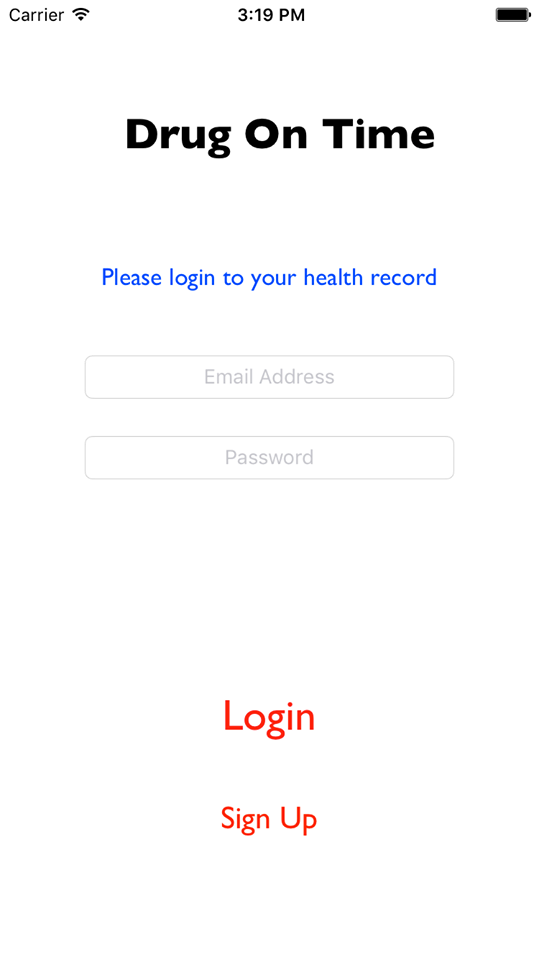 Carrier 3:19 PM
Drug On Time
Please login to your health record
Email Address
Password
Login
Sign Up